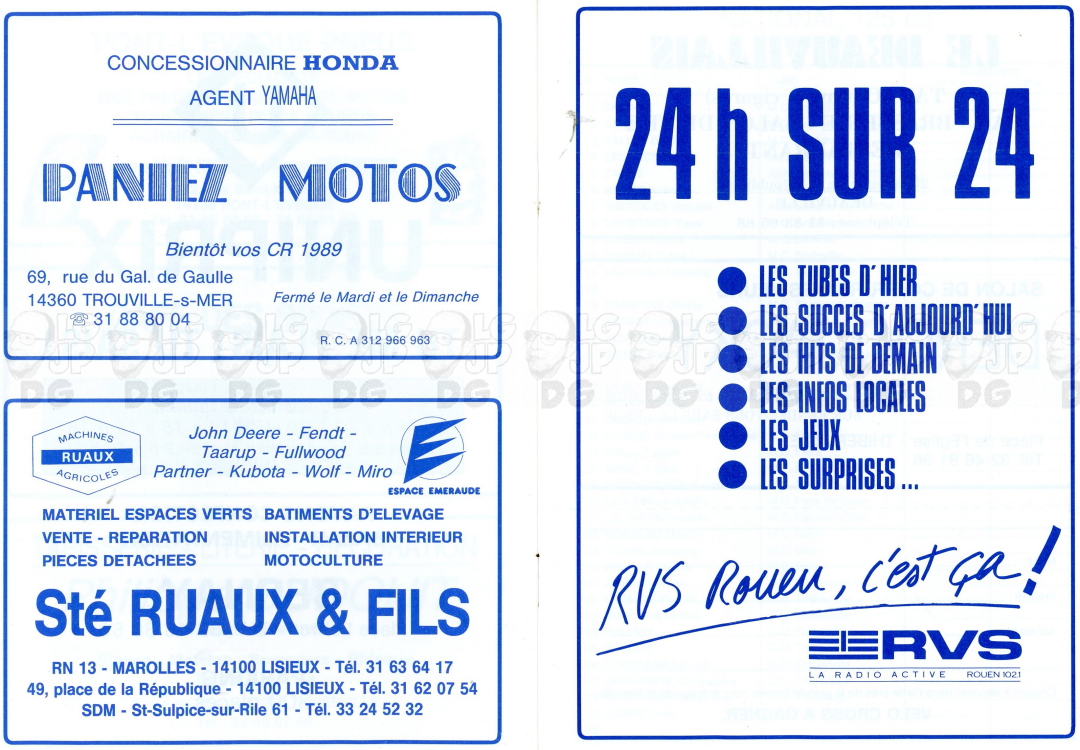 CONCESSIONNAIRE HONDA
AGENT YAMAHA
PANIEZ MOTOS
Bientôt vos CR 1989
69, rue du Gal. de Gaulle
14360 TROUVILLE-s-MER
☏ 31 88 80 04
Fermé le Mardi et le Dimanche
R. C. A 312 966 963
MACHINES
RUAUX
AGRICOLES
John Deere - Fendt -
Taarup - Fullwood
Partner - Kubota - Wolf - Miro
ESPACE EMERAUDE
MATERIEL ESPACES VERTS BATIMENTS D'ELEVAGE
VENTE - REPARATION INSTALLATION INTERIEUR
PIECES DETACHEES MOTOCULTURE
Sté RUAUX & FILS
RN 13 - MAROLLES - 14100 LISIEUX - Tél. 31 63 64 17
49, place de la République - 14100 LISIEUX - Tél. 31 62 07 54
SDM - St-Sulpice-sur-Rile 61 - Tél. 33 24 52 32
24 h SUR 24
● LES TUBES D'HIER
● LES SUCCES D'AUJOURD'HUI
● LES HITS DE DEMAIN
● LES INFOS LOCALES
● LES JEUX
● LES SURPRISES...
RVS Rouen, c'est ça !
RVS
LA RADIO ACTIVE ROUEN 102.1
LG JP DG